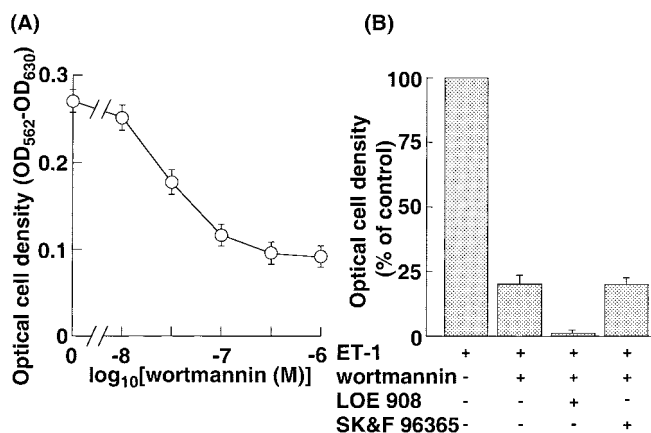 (A)
Optical cell density (OD562-OD630)
0.3
0.2
0.1
0
0 -8 -7 -6
log10[wortmannin (M)]
(B)
Optical cell density
(% of control)
100
75
50
25
0
ET-1 + + + +
wortmannin - + + +
LOE 908 - - + -
SK&F 96365 - - - +